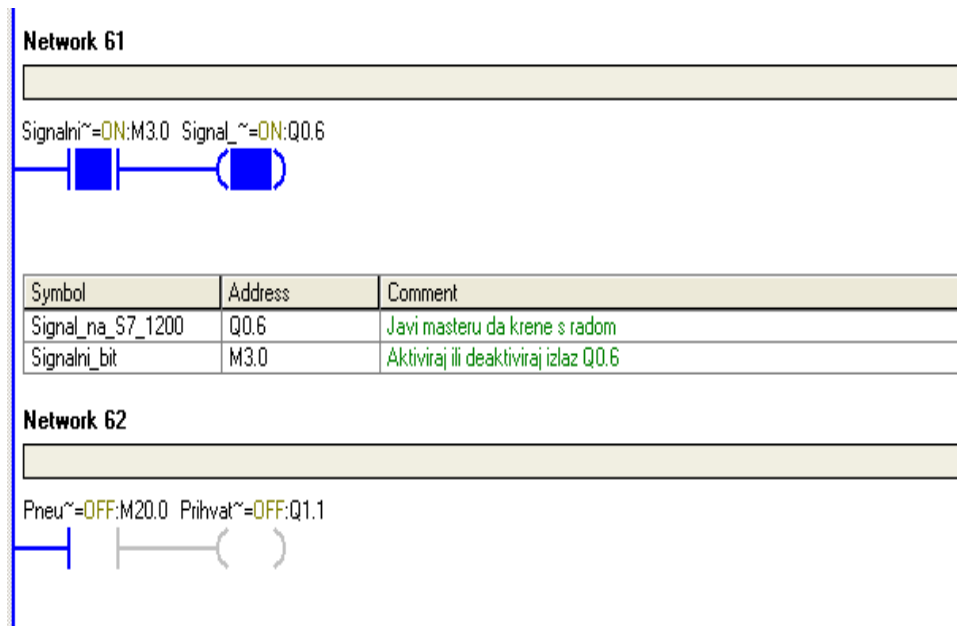 Network 61
Signalni~=ON:M3.0 Signal_~=ON:Q0.6
Symbol Address Comment
Signal_na_S7_1200 Q0.6 Javi masteru da krene s radom
Signalni_bit M3.0 Aktiviraj ili deaktiviraj izlaz Q0.6
Network 62
Pneu~=OFF:M20.0 Prihvat~=OFF:Q1.1